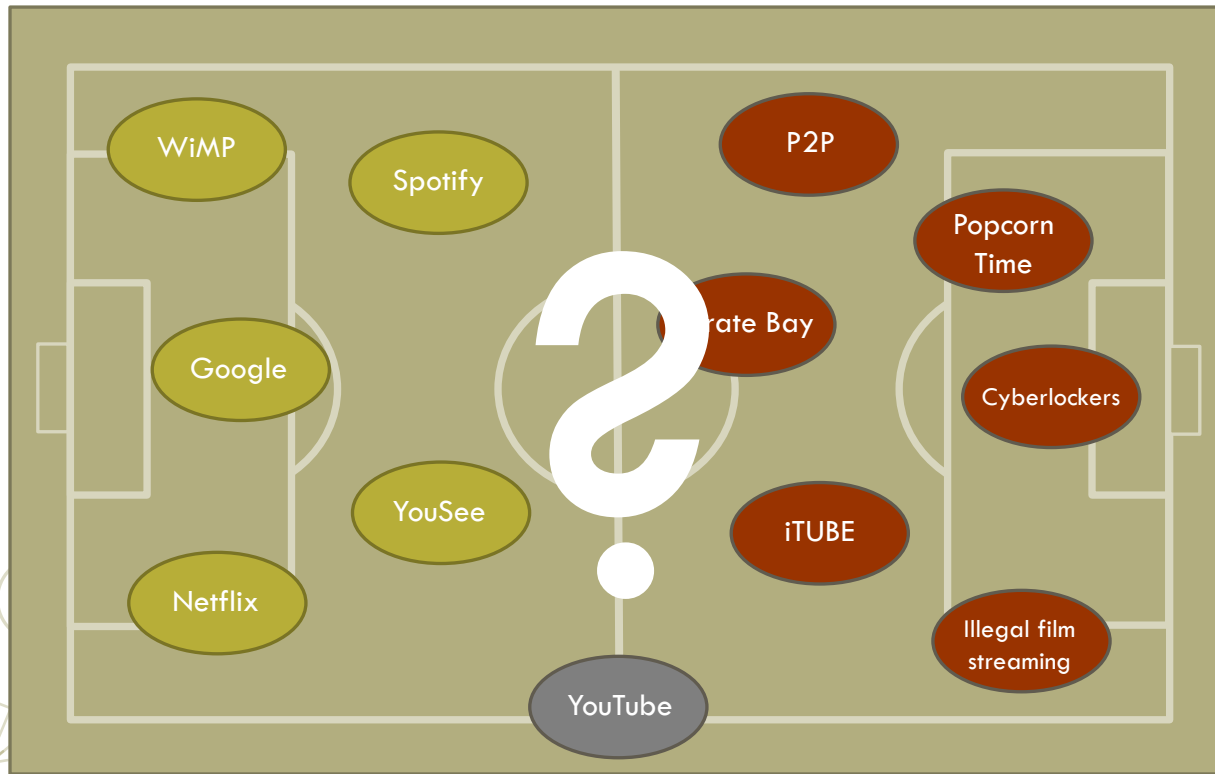 WiMP
Spotify
P2P
Popcorn
Time
rate Bay
Google
Cyberlockers
YouSee
iTUBE
Netflix
Illegal film
streaming
YouTube
?